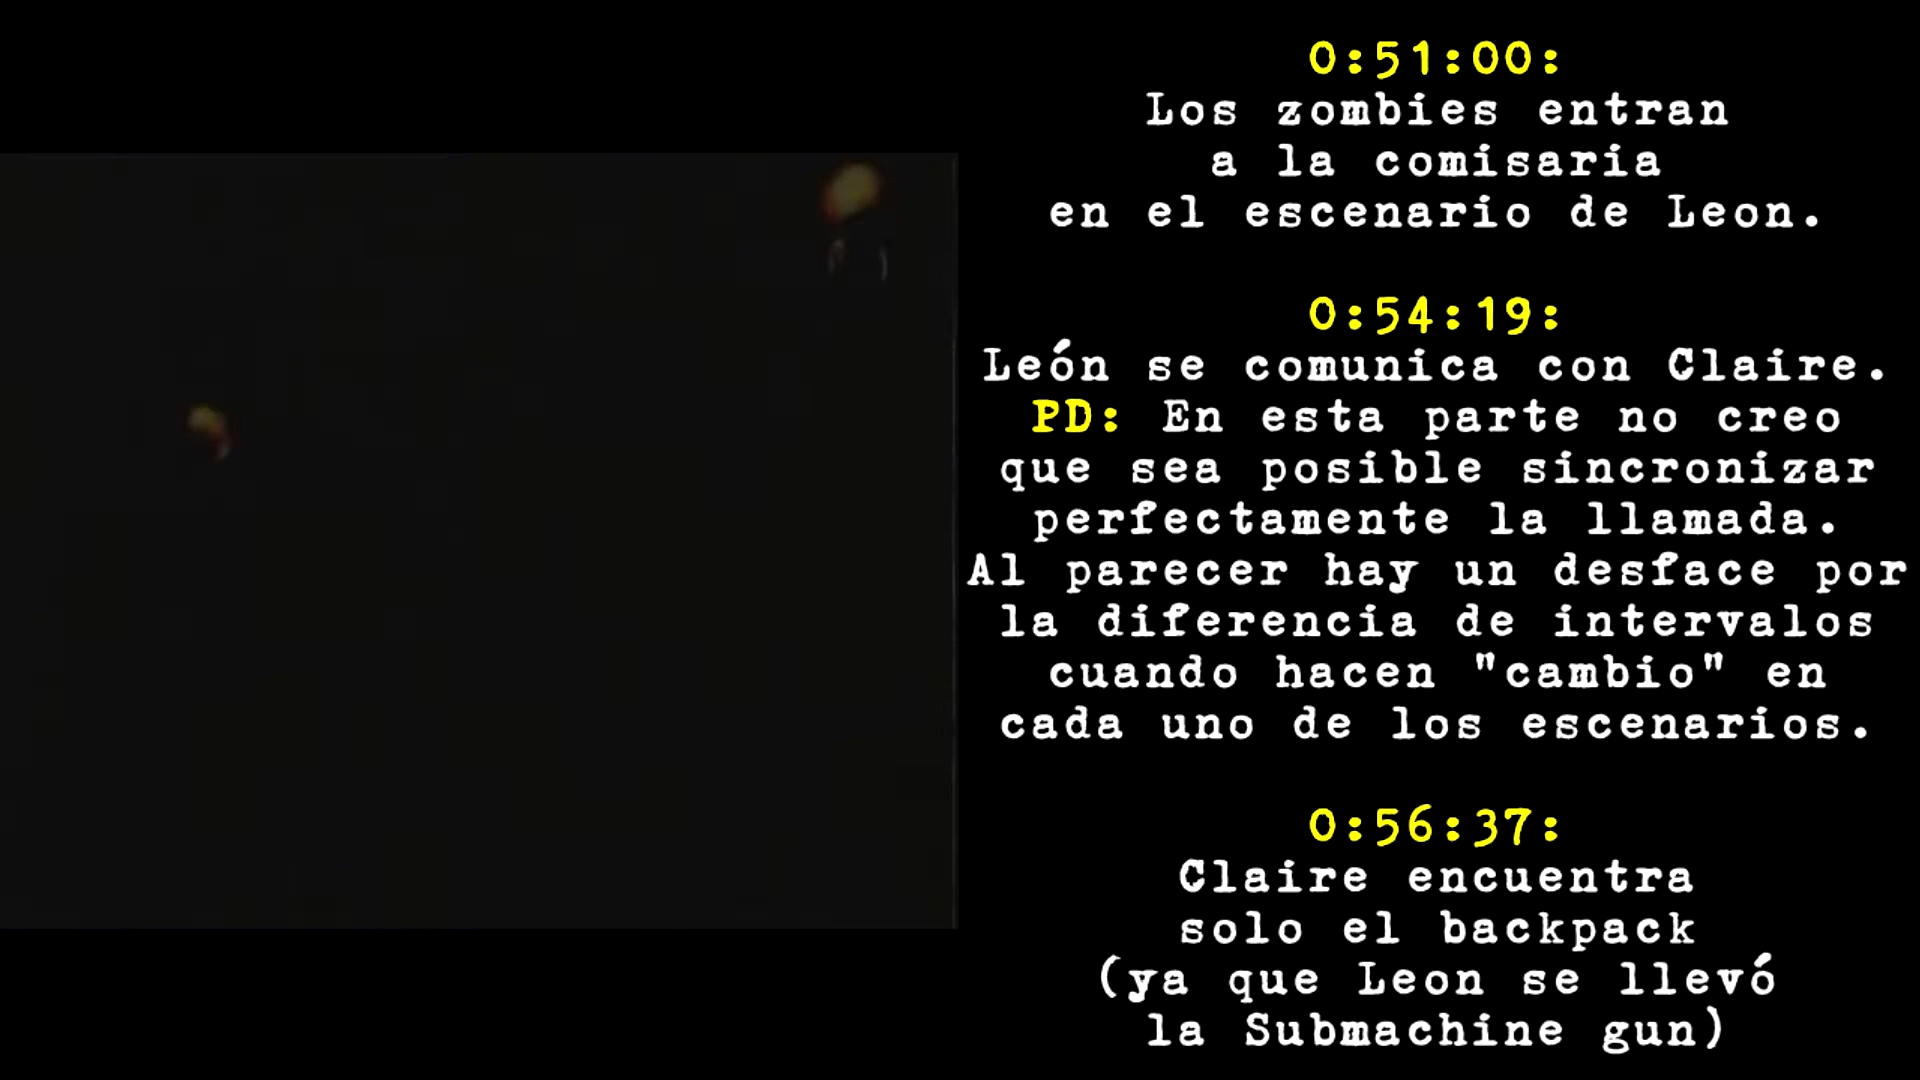 0:51:00:
Los zombies entran
a la comisaria
en el escenario de Leon.
0:54:19:
León se comunica con Claire.
PD: En esta parte no creo
que sea posible sincronizar
perfectamente la llamada.
Al parecer hay un desface por
la diferencia de intervalos
cuando hacen "cambio" en
cada uno de los escenarios.
0:56:37:
Claire encuentra
solo el backpack
(ya que Leon se llevó
la Submachine gun)